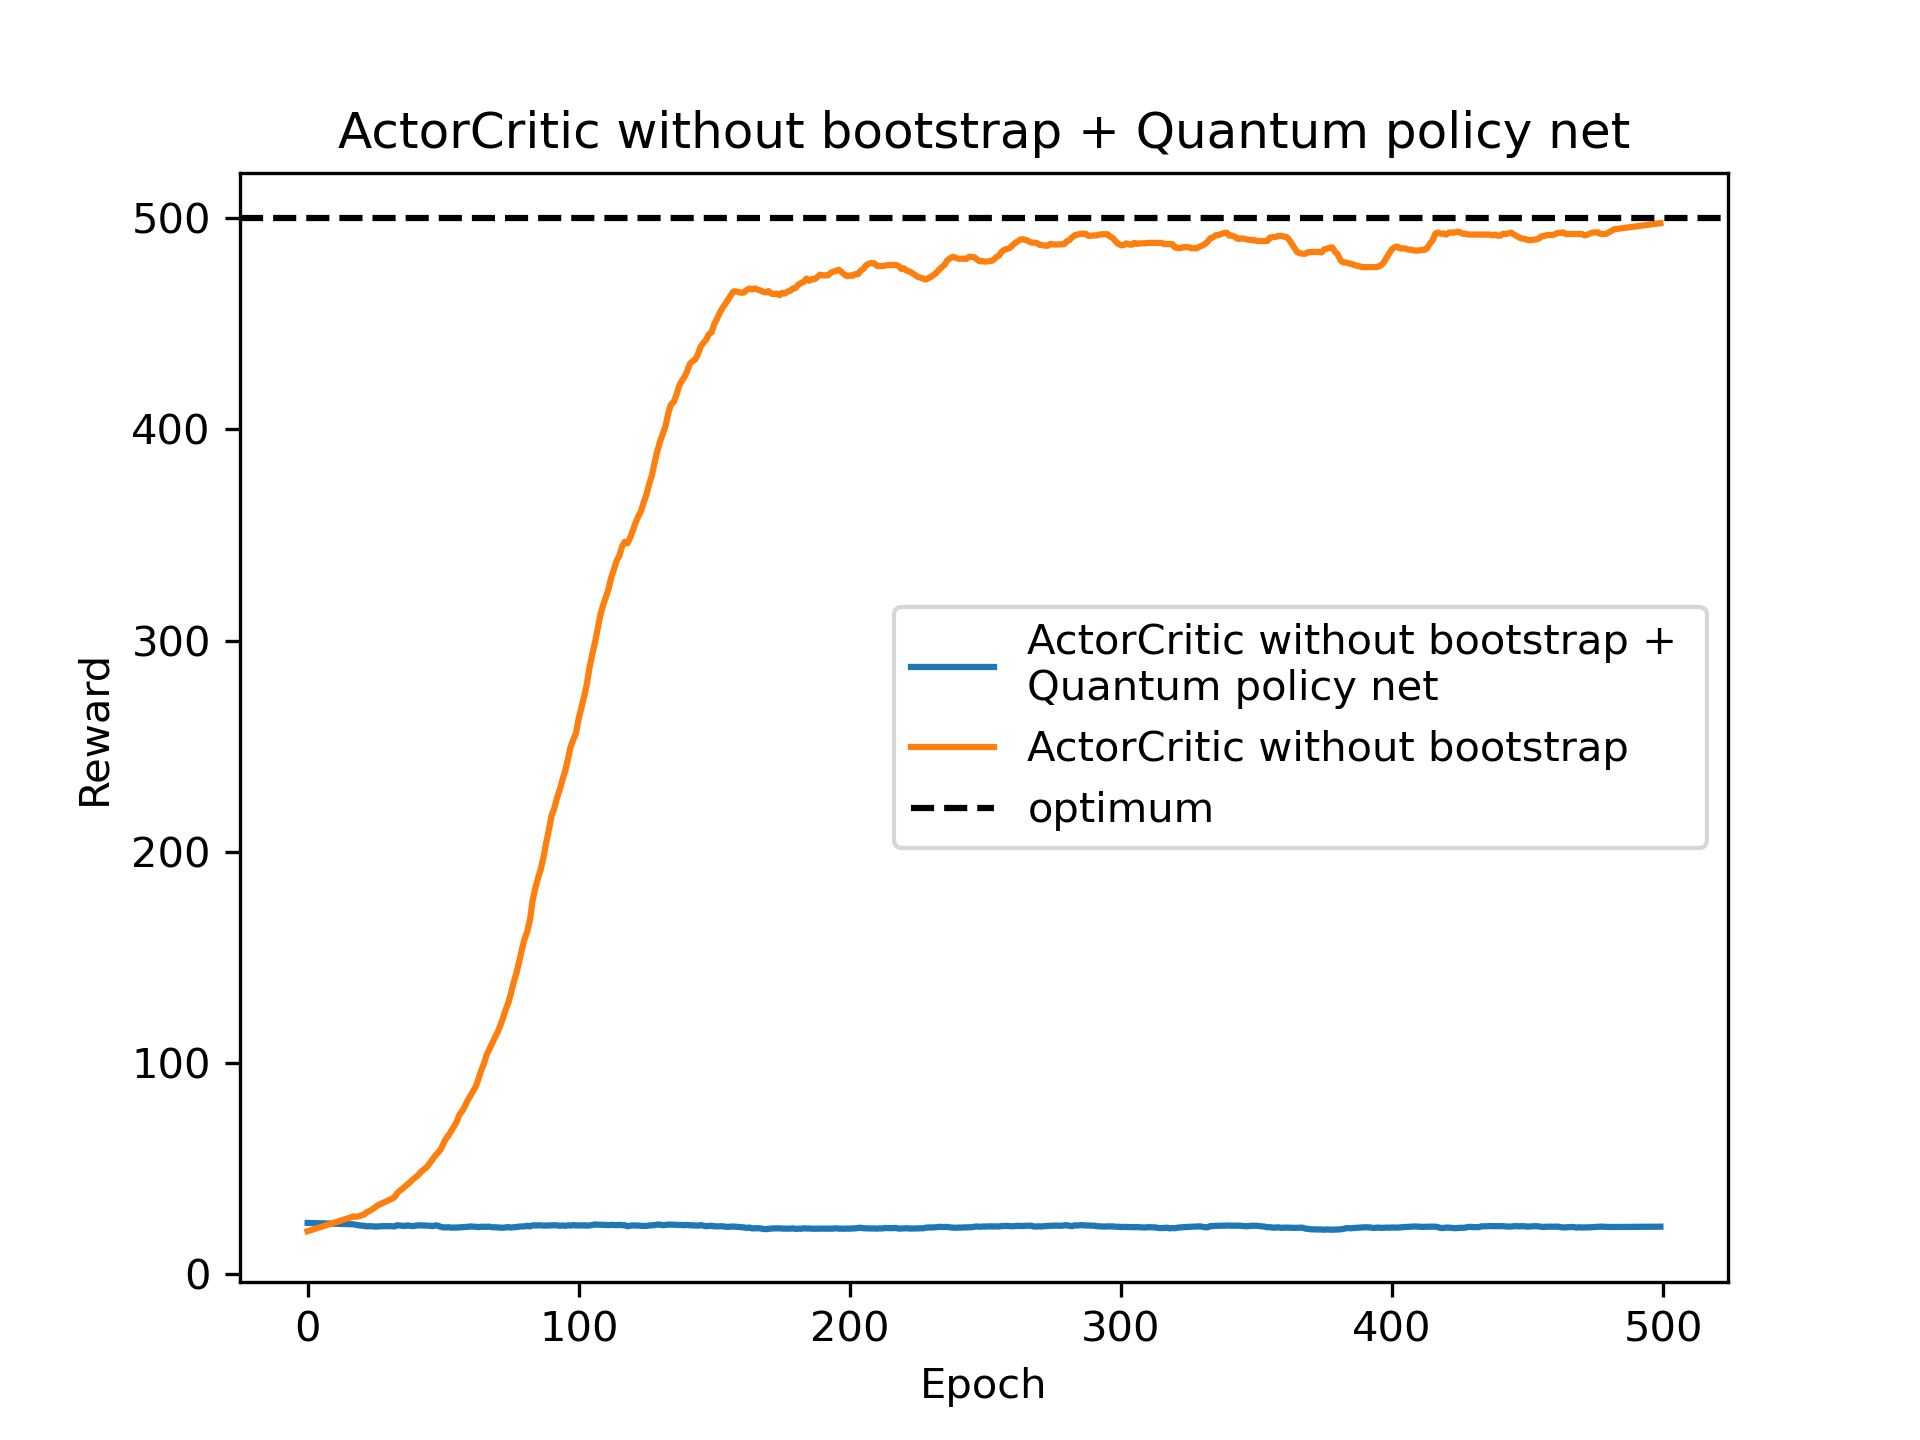 ActorCritic without bootstrap + Quantum policy net
500
400
300
200
100
0
Reward
ActorCritic without bootstrap +
Quantum policy net
ActorCritic without bootstrap
optimum
0 100 200 300 400 500
Epoch